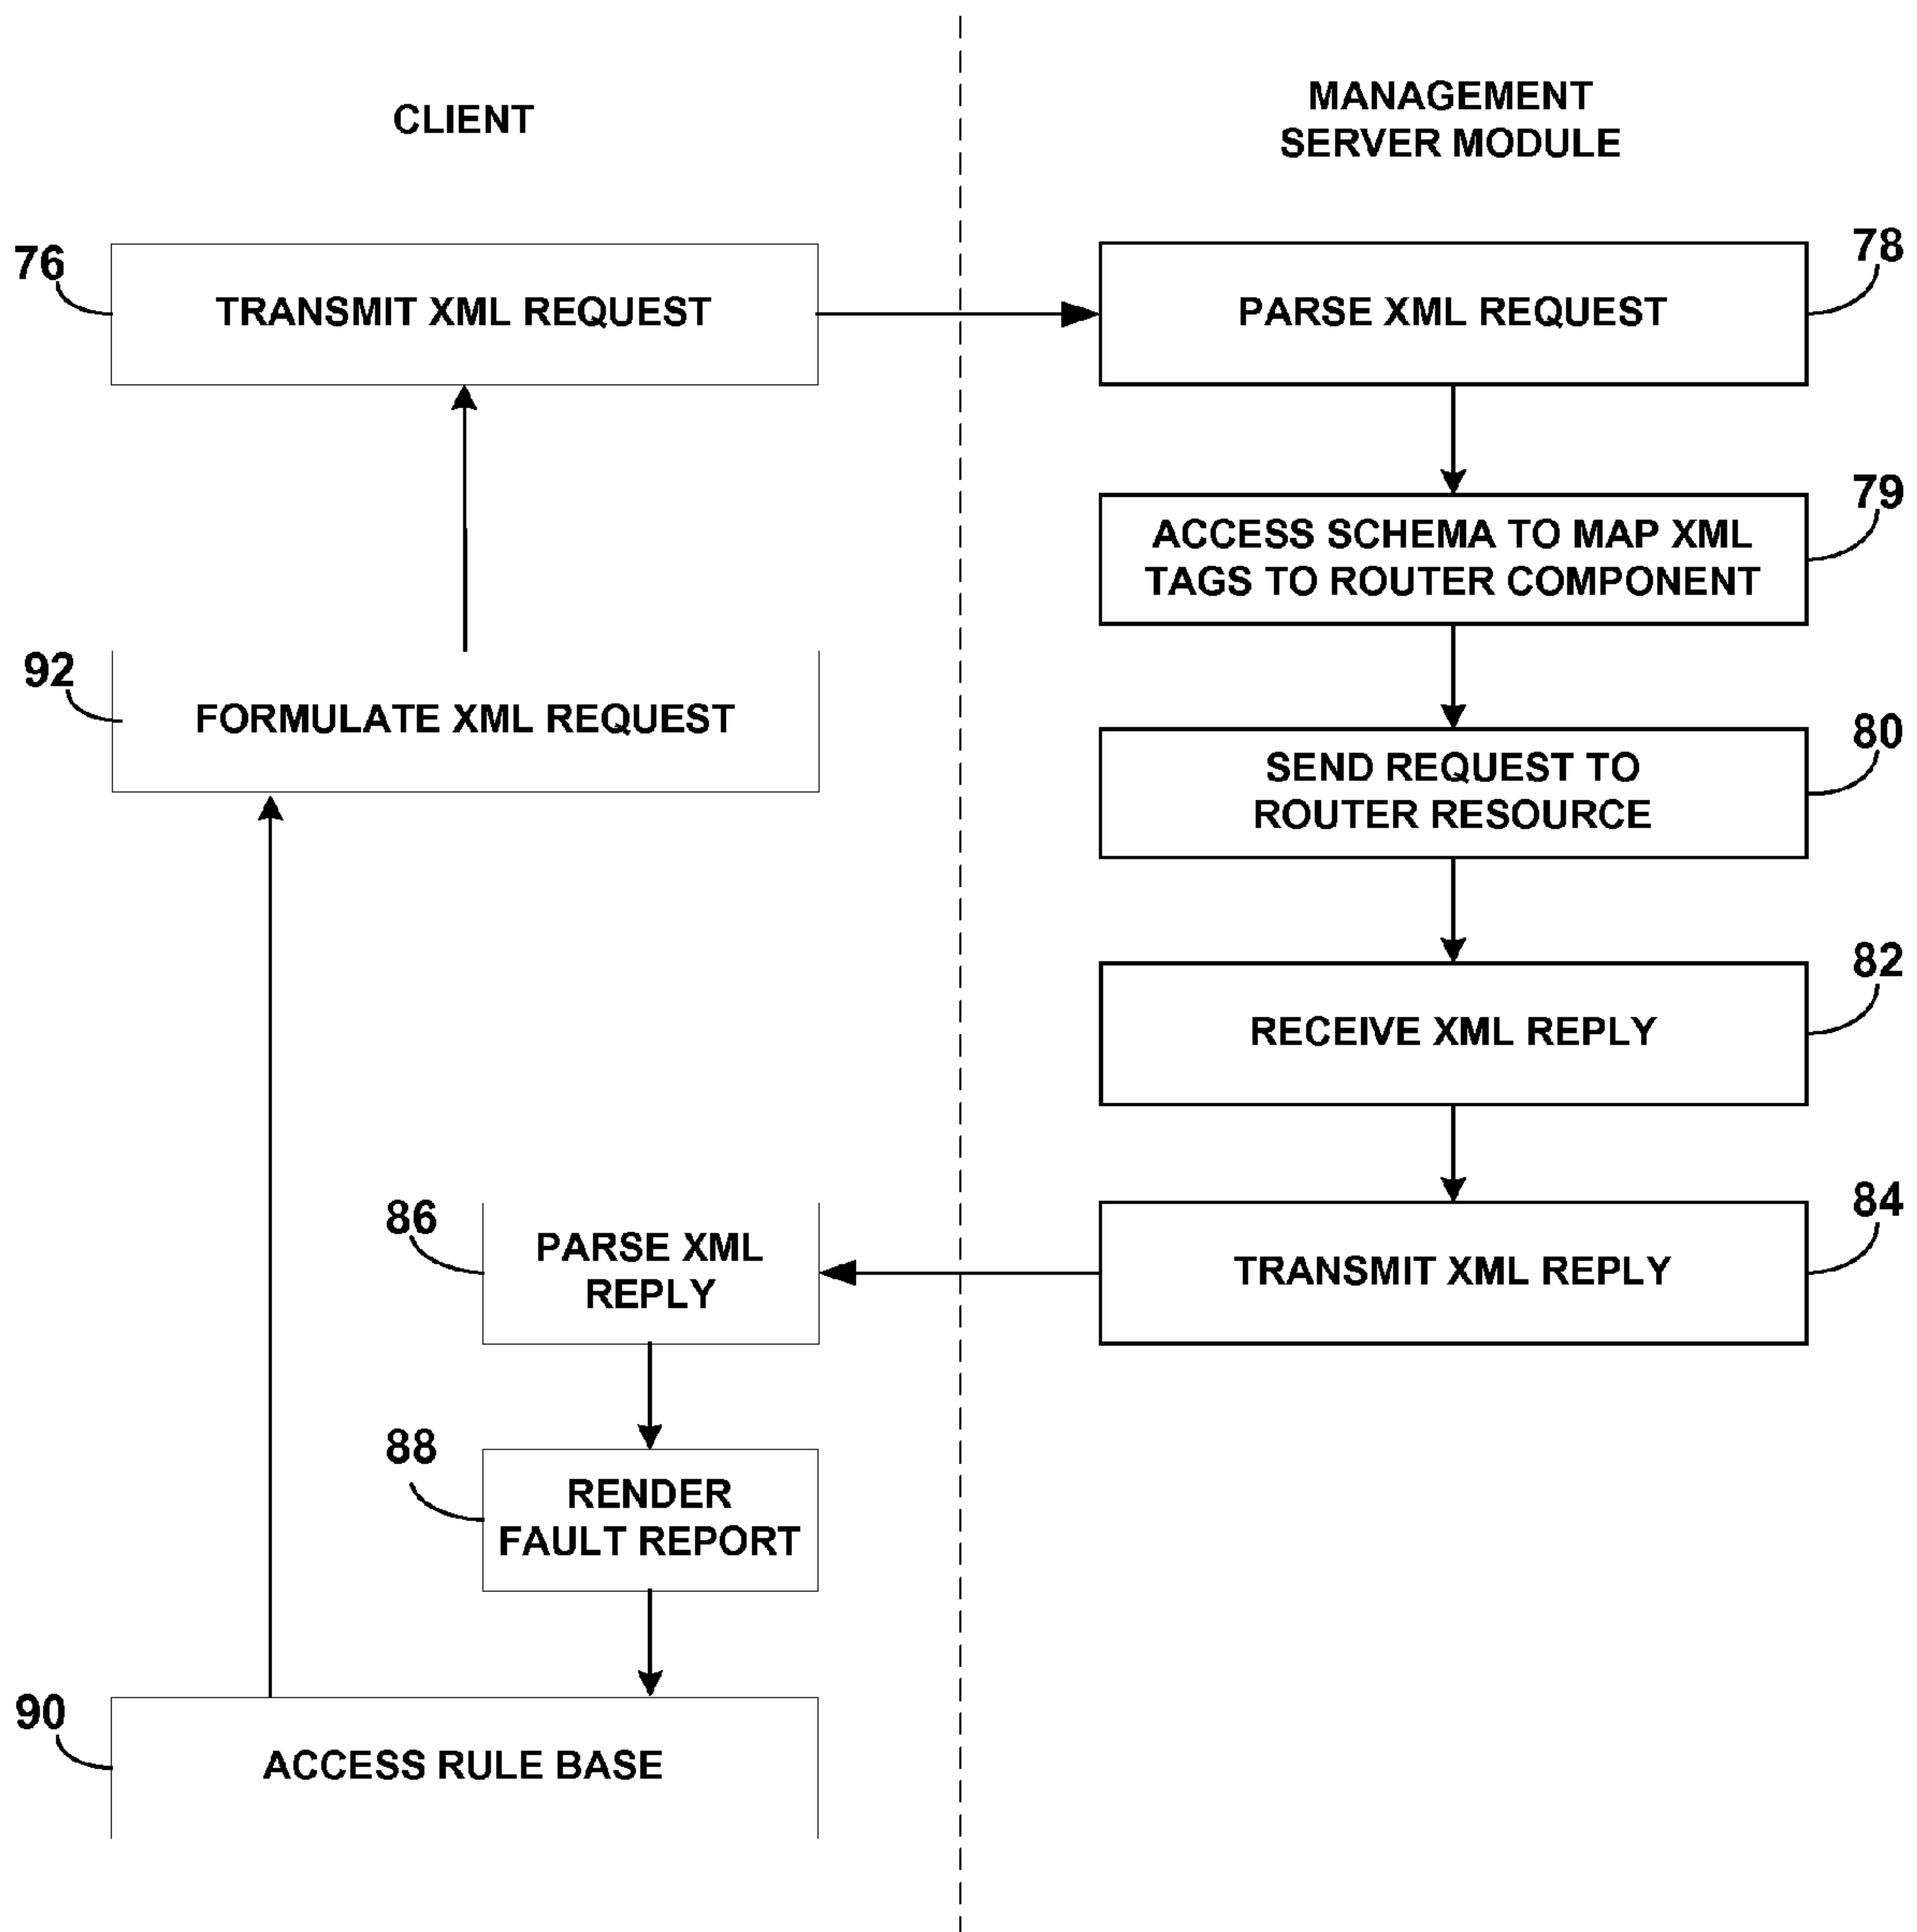 CLIENT
MANAGEMENT
SERVER MODULE
76
TRANSMIT XML REQUEST
78
PARSE XML REQUEST
79
ACCESS SCHEMA TO MAP XML
TAGS TO ROUTER COMPONENT
92
FORMULATE XML REQUEST
80
SEND REQUEST TO
ROUTER RESOURCE
82
RECEIVE XML REPLY
86
PARSE XML
REPLY
84
TRANSMIT XML REPLY
88
RENDER
FAULT REPORT
90
ACCESS RULE BASE